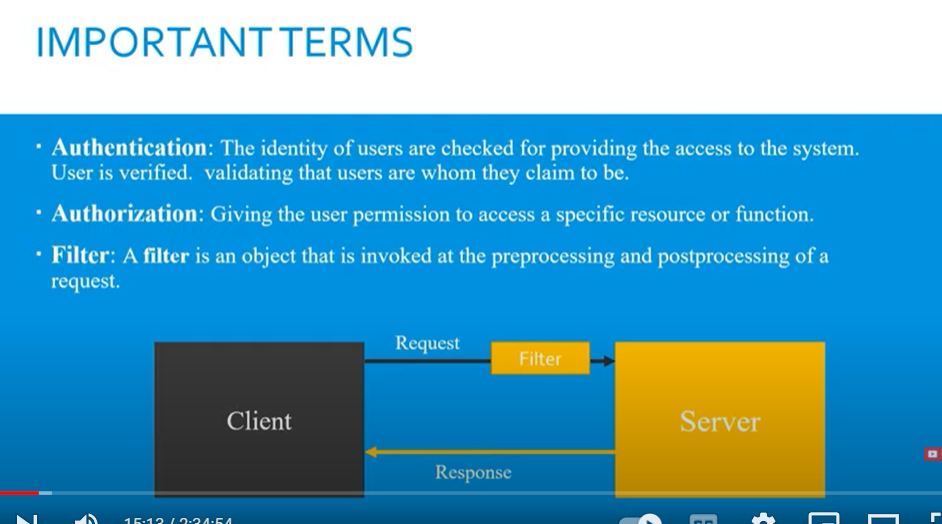 IMPORTANT TERMS
· Authentication: The identity of users are checked for providing the access to the system.
User is verified. validating that users are whom they claim to be.
· Authorization: Giving the user permission to access a specific resource or function.
· Filter: A filter is an object that is invoked at the preprocessing and postprocessing of a
request.
Request
Filter
Client
Server
Response
15:13 / 2:34:54